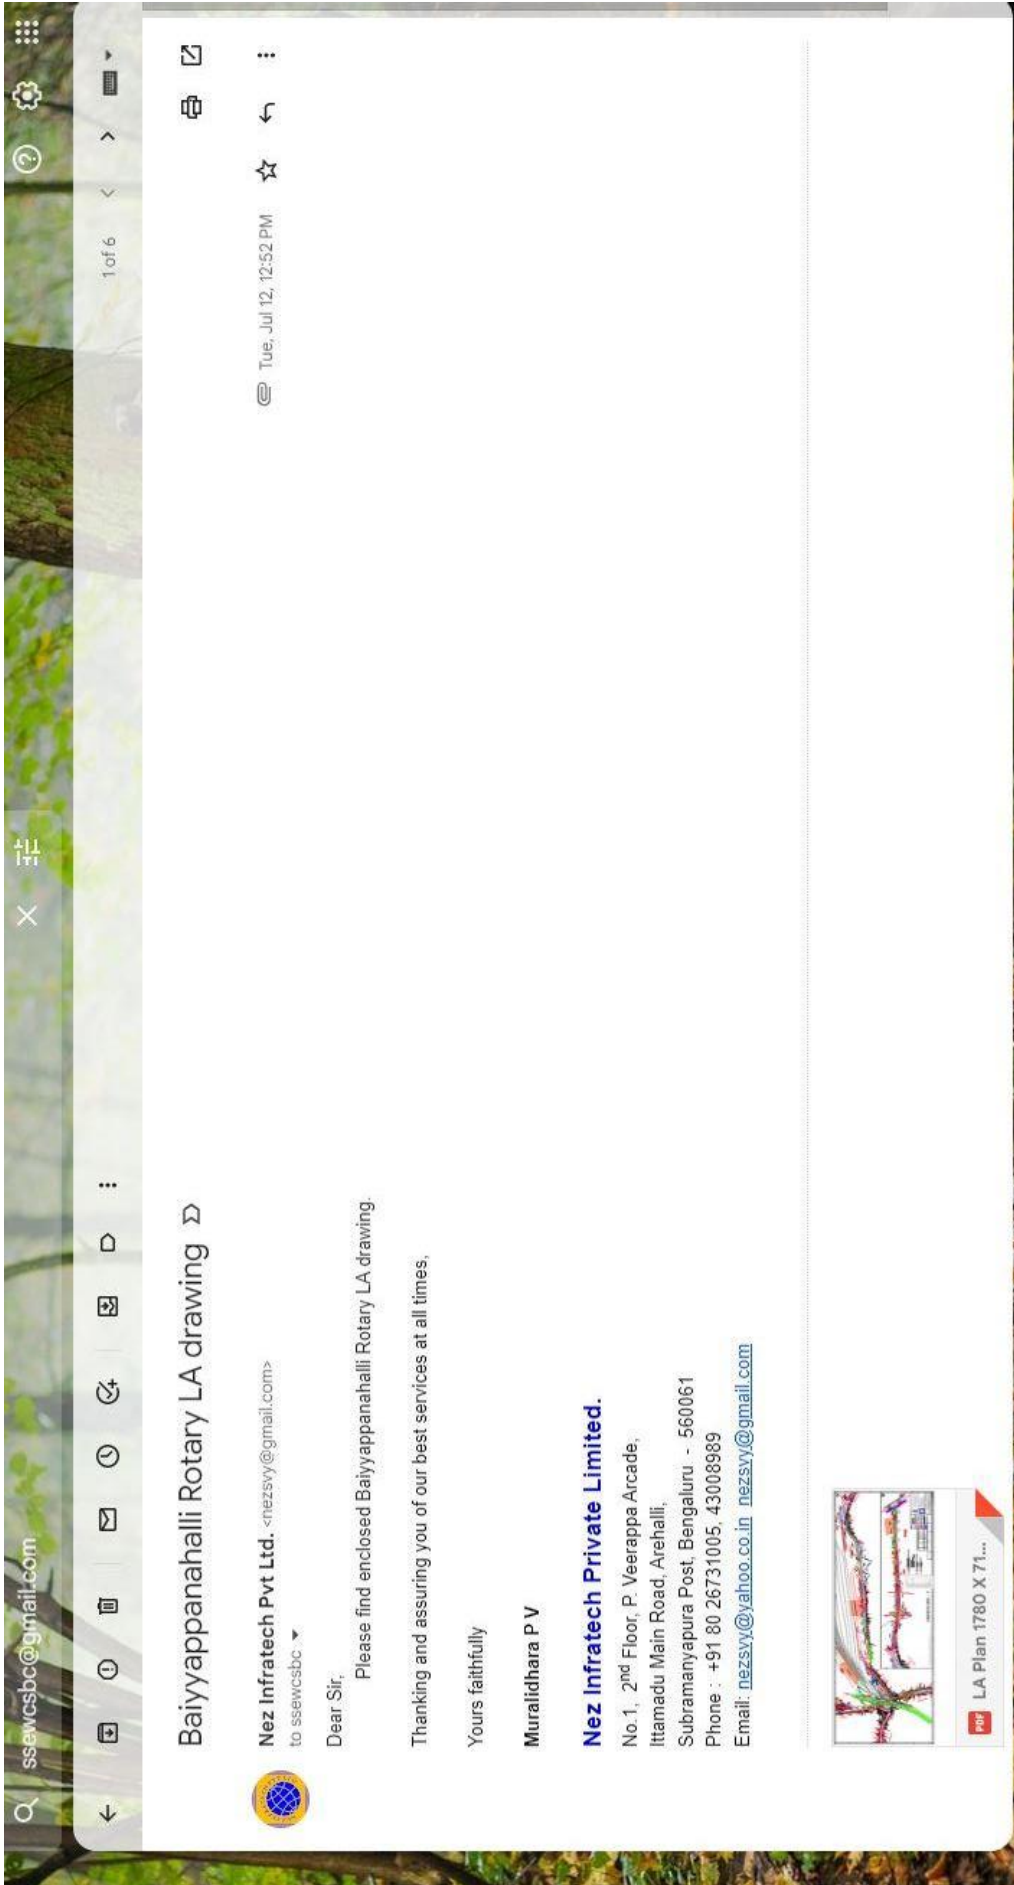 ssewcsbc@gmail.com
1 of 6
Baiyyappanahalli Rotary LA drawing
Nez Infratech Pvt Ltd. <nezsvy@gmail.com>
Tue, Jul 12, 12:52 PM
to ssewcsbc
Dear Sir,
Please find enclosed Baiyyappanahalli Rotary LA drawing.
Thanking and assuring you of our best services at all times,
Yours faithfully
Muralidhara P V
Nez Infratech Private Limited.
No.1, 2nd Floor, P. Veerappa Arcade,
Ittamadu Main Road, Arehalli,
Subramanyapura Post, Bengaluru - 560061
Phone : +91 80 26731005, 43008989
Email: nezsvy@yahoo.co.in nezsvy@gmail.com
PDF LA Plan 1780 X 71...